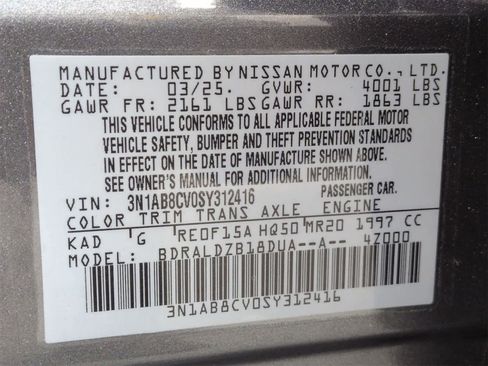 MANUFACTURED BY NISSAN MOTOR CO., LTD.
DATE: 03/25. GVWR: 4001 LBS
GAWR FR: 2161 LBS GAWR RR: 1863 LBS
THIS VEHICLE CONFORMS TO ALL APPLICABLE FEDERAL MOTOR
VEHICLE SAFETY, BUMPER AND THEFT PREVENTION STANDARDS
IN EFFECT ON THE DATE OF MANUFACTURE SHOWN ABOVE.
SEE OWNER'S MANUAL FOR ADDITIONAL INFORMATION.
VIN: 3N1AB8CV0SY312416 PASSENGER CAR.
COLOR TRIM TRANS AXLE ENGINE
KAD G RE0F15A HQ50 MR20 1997 CC
MODEL: BDRALDZB18DUA--A-- 4Z000
3N1AB8CV0SY312416